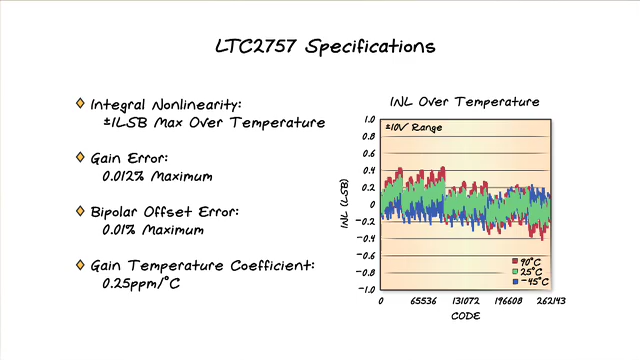 LTC2757 Specifications
Integral Nonlinearity:
±1LSB Max Over Temperature
Gain Error:
0.012% Maximum
Bipolar Offset Error:
0.01% Maximum
Gain Temperature Coefficient:
0.25ppm/°C
INL Over Temperature
±10V Range
1.0
0.8
0.6
0.4
0.2
0
−0.2
−0.4
−0.6
−0.8
−1.0
INL (LSB)
90°C
25°C
−45°C
0 65536 131072 196608 262143
CODE